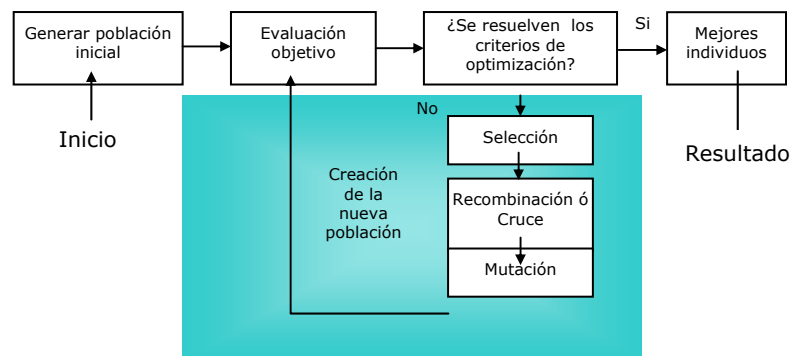 Generar población
inicial
Evaluación
objetivo
¿Se resuelven los
criterios de
optimización?
Si
Mejores
individuos
Inicio
No
Resultado
Selección
Creación
de la
nueva
población
Recombinación ó
Cruce
Mutación